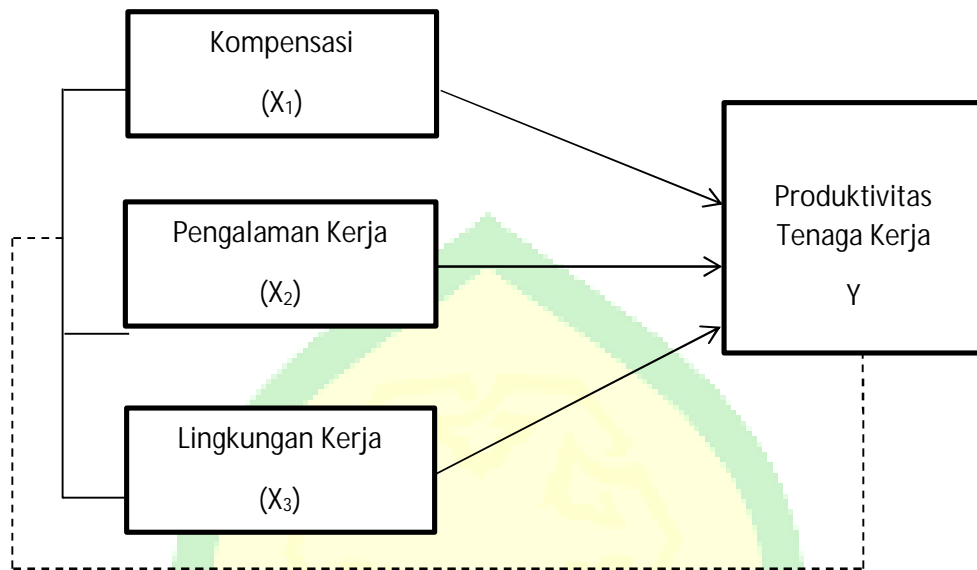 Kompensasi
(X₁)
Pengalaman Kerja
(X₂)
Lingkungan Kerja
(X₃)
Produktivitas
Tenaga Kerja
Y